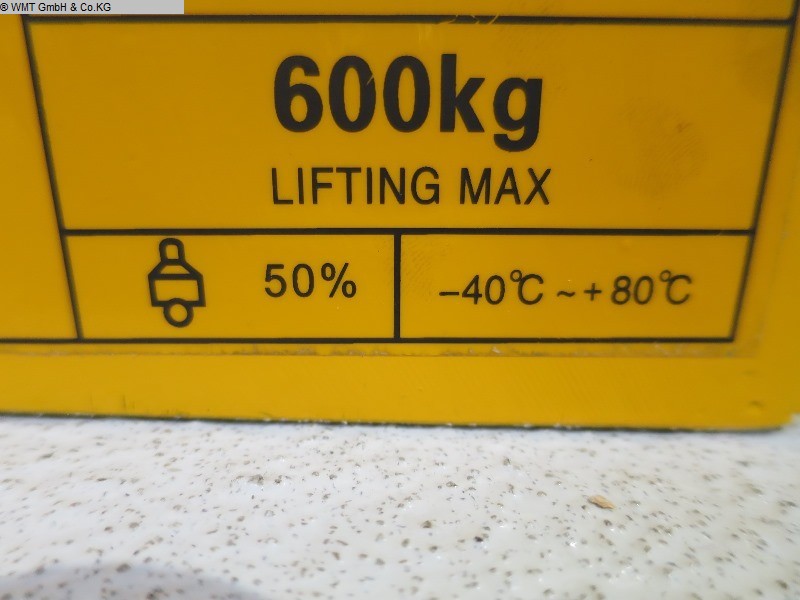 © WMT GmbH & Co.KG
600kg
LIFTING MAX
50%
–40℃ ~ + 80℃